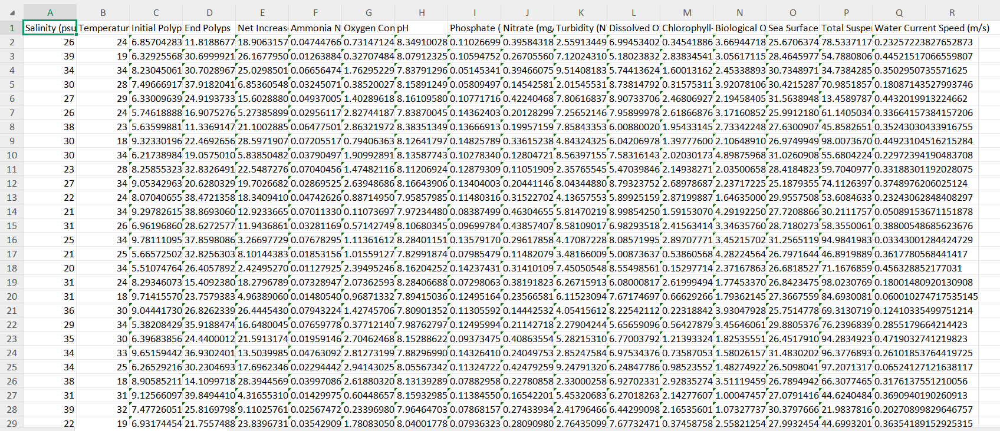 A B C D E F G H I J K L M N O P Q R
1 Salinity (psu Temperatur Initial Polyp End Polyps Net Increas Ammonia N Oxygen Con pH Phosphate ( Nitrate (mg/ Turbidity (N Dissolved O Chlorophyll- Biological O Sea Surface Total Suspe Water Current Speed (m/s)
2 26 24 6.85704283 11.8188677 18.9063157 0.04744766 0.73147124 8.34910028 0.11026699 0.39584318 2.55913449 6.99453402 0.34541886 3.66944718 25.6706374 78.5337117 0.23257223827652873
3 39 19 6.32925568 30.6999921 26.1677950 0.01263884 0.32707484 8.07912325 0.10594752 0.26705560 7.12024310 5.18023832 2.83834541 3.05617115 28.4645977 54.7880806 0.44521517066559807
4 34 34 8.23045061 30.7028967 25.0298501 0.06656474 1.76295229 7.83791296 0.05145341 0.39466075 9.51408183 5.74413624 1.60013162 2.45338893 30.7348971 34.7384285 0.3502950735571625
5 30 28 7.49666917 37.9182041 6.85360548 0.03245071 0.38520027 8.15891249 0.05809497 0.14542581 2.01545531 8.73814792 0.31575311 3.92078106 30.4215287 70.9851857 0.18087143527993746
6 27 29 6.33009639 24.9193733 15.6028880 0.04937005 1.40289618 8.16109580 0.10771716 0.42240468 7.80616837 8.90733706 2.46806927 2.19458405 31.5638948 13.4589787 0.4432019913224662
7 26 24 5.74618888 16.9075276 5.27385899 0.02956117 2.82744187 7.83870045 0.14362403 0.20128299 7.25652146 7.95899978 2.61866876 3.17160852 25.9912180 61.1405034 0.33664157384157206
8 38 23 5.63599881 11.3369147 21.1002885 0.06477501 2.86321972 8.38351349 0.13666913 0.19957159 7.85843353 6.00880020 1.95433145 2.73342248 27.6300907 45.8582651 0.35243030433916755
9 30 18 9.32330196 22.4692656 28.5971907 0.07205517 0.79406363 8.12641797 0.14825789 0.33615238 4.84324325 6.04206978 1.39777600 2.10648910 26.9749949 98.0073670 0.44923104516215284
10 30 34 6.21738984 19.0575010 5.83850482 0.03790497 1.90992891 8.13587743 0.10278340 0.12804721 8.56397155 7.58316143 2.02030173 4.89875968 31.0260908 55.6804224 0.22972394190483708
11 23 28 8.25855323 32.8326491 22.5487276 0.07040456 1.47482116 8.11206924 0.12879309 0.11051909 2.35765545 5.47039846 2.14938271 2.03500658 28.4184823 59.7040977 0.33188301192028075
12 27 34 9.05342963 20.6280329 19.7026682 0.02869525 2.63948686 8.16643906 0.13404003 0.20441146 8.04344880 8.79323752 2.68978687 2.23717225 25.1879355 74.1126397 0.3748976206025124
13 22 24 8.07040655 38.4721358 18.3409410 0.04742626 0.88714950 7.95857985 0.11480316 0.31522702 4.13657553 5.89925159 2.87199887 1.64635000 29.9557508 53.6084633 0.23243062848408297
14 21 34 9.29782615 38.8693060 12.9233665 0.07011330 0.11073697 7.97234480 0.08387499 0.46304655 5.81470219 8.99854250 1.59153070 4.29192250 27.7208866 30.2111757 0.05089153671151878
15 31 26 6.96196860 28.6272577 11.9436861 0.03281169 0.57142749 8.10680345 0.09699784 0.43857407 8.58109017 6.98293518 2.41563414 3.34635760 28.7180273 58.3550061 0.38800548685623676
16 25 34 9.78111095 37.8598086 3.26697729 0.07678295 1.11361612 8.28401151 0.13579170 0.29617858 4.17087228 8.08571995 2.89707771 3.45215702 31.2565119 94.9841983 0.03343001284424729
17 21 25 5.66572502 32.8256303 8.10144383 0.01853156 1.01559127 7.82991874 0.07985479 0.11482079 3.48166009 5.00873637 0.53860568 4.28224564 26.7971644 46.8919889 0.3617780568441417
18 20 34 5.51074764 26.4057892 2.42495270 0.01127925 2.39495246 8.16204252 0.14237431 0.31410109 7.45050548 8.55498561 0.15297714 2.37167863 26.6818527 71.1676859 0.456328852177031
19 31 24 8.29346073 15.4092380 18.2796789 0.07328947 2.07362593 8.28406688 0.07298063 0.38191823 6.26715913 6.08000817 2.61999494 1.77453370 26.8423475 98.0230769 0.18001480920130908
20 31 18 9.71415570 23.7579383 4.96389060 0.01480540 0.96871332 7.89415036 0.12495164 0.23566581 6.11523094 7.67174697 0.66629266 1.79362145 27.3667559 84.6930081 0.060010274717535145
21 36 30 9.04441730 26.8262339 26.4445430 0.07943224 1.42745706 7.80901352 0.11305592 0.14442532 4.05415612 8.22542112 0.22318842 3.93047928 25.7514778 69.3130719 0.12410335499751214
22 29 34 5.38208429 35.9188474 16.6480045 0.07659778 0.37712140 7.98762797 0.12495994 0.21142718 2.27904244 5.65659096 0.56427879 3.45646061 29.8805376 76.2396839 0.2855179664214423
23 35 30 6.39683856 24.4400012 21.5913174 0.01959146 2.70462468 8.15288622 0.09373475 0.40863554 5.28215310 6.77003792 1.21393324 1.82535551 26.4517910 94.2834923 0.4719032741219823
24 34 33 9.65159442 36.9302401 13.5039985 0.04763092 2.81273199 7.88296990 0.14326410 0.24049753 2.85247584 6.97534376 0.73587053 1.58026157 31.4830202 96.3776893 0.26101853764419725
25 34 25 6.26529216 30.2304693 17.6962346 0.02294442 2.94143025 8.05567342 0.11324722 0.42479259 9.24791320 6.24847786 0.98523552 1.48274922 26.5098041 97.2071317 0.06524127121638117
26 38 18 8.90585211 14.1099718 28.3944569 0.03997086 2.61880320 8.13139289 0.07882958 0.22780858 2.33000258 6.92702331 2.92835274 3.51119459 26.7894942 66.3077465 0.3176137551210056
27 31 31 9.12566097 39.8494410 4.31655310 0.01429975 0.60448657 8.15932985 0.11384550 0.16542201 5.45320683 6.27018263 2.14277607 1.00047457 27.0791416 44.6240484 0.3690940190260913
28 39 32 7.47726051 25.8169798 9.11025761 0.02567472 0.23396980 7.96464703 0.07868157 0.27433934 2.41796466 6.44299098 2.16535601 1.07327737 30.3797666 21.9837816 0.20270899829646757
29 22 19 6.93174454 21.7557488 23.8396731 0.03542909 1.78083050 8.04001778 0.07936323 0.28090980 2.76435099 7.67732471 0.37458758 2.55821254 27.9932454 44.6993201 0.36354189152925315